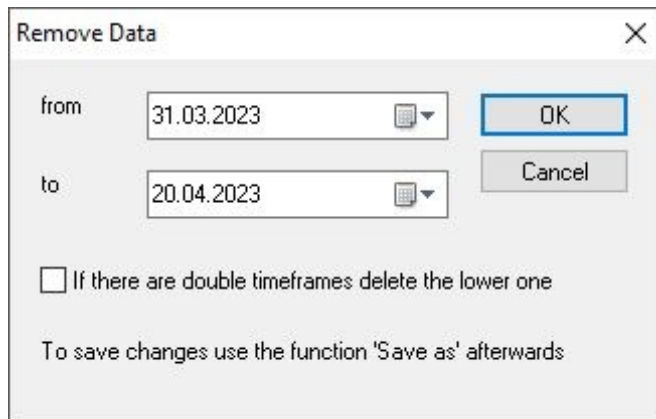 Remove Data
from
31.03.2023
OK
to
20.04.2023
Cancel
If there are double timeframes delete the lower one
To save changes use the function 'Save as' afterwards